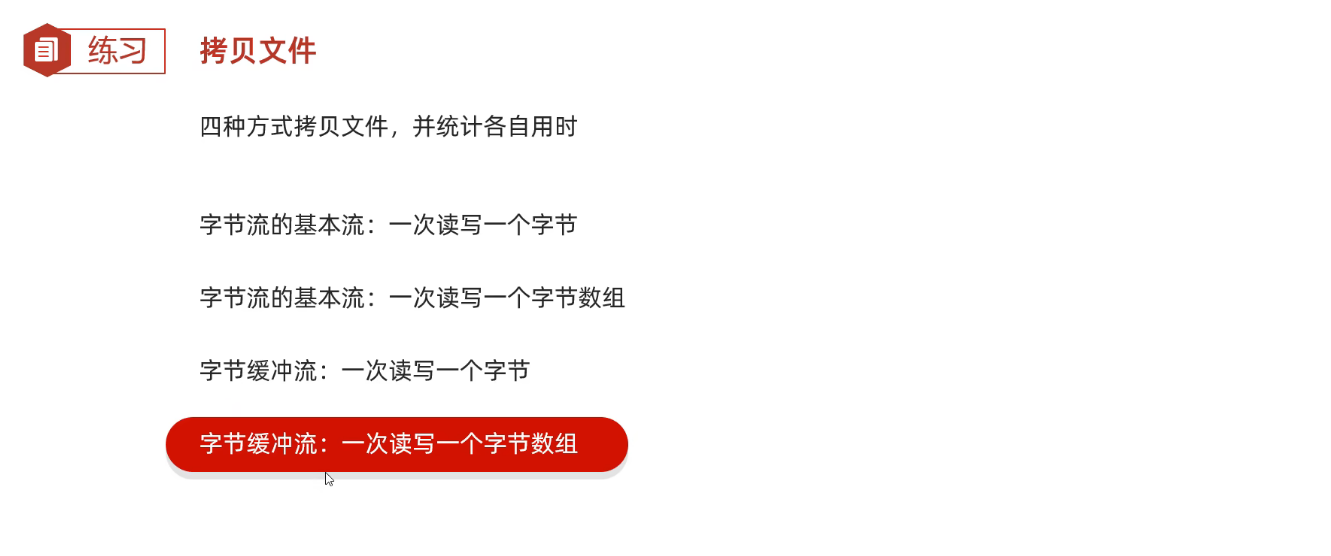 练习
拷贝文件
四种方式拷贝文件，并统计各自用时
字节流的基本流：一次读写一个字节
字节流的基本流：一次读写一个字节数组
字节缓冲流：一次读写一个字节
字节缓冲流：一次读写一个字节数组